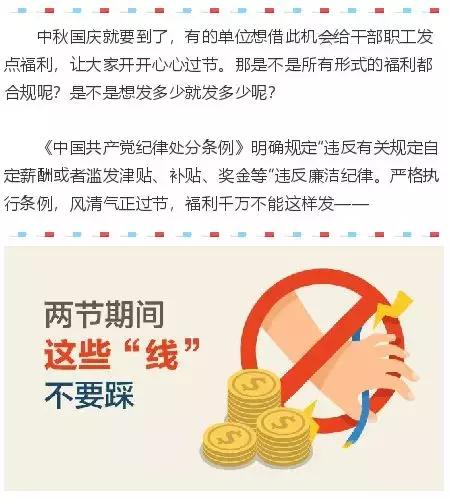 中秋国庆就要到了，有的单位想借此机会给干部职工发
点福利，让大家开开心心过节。那是不是所有形式的福利都
合规呢？是不是想发多少就发多少呢？
《中国共产党纪律处分条例》明确规定“违反有关规定自
定薪酬或者滥发津贴、补贴、奖金等”违反廉洁纪律。严格执
行条例，风清气正过节，福利千万不能这样发——
两节期间
这些“线”
不要踩